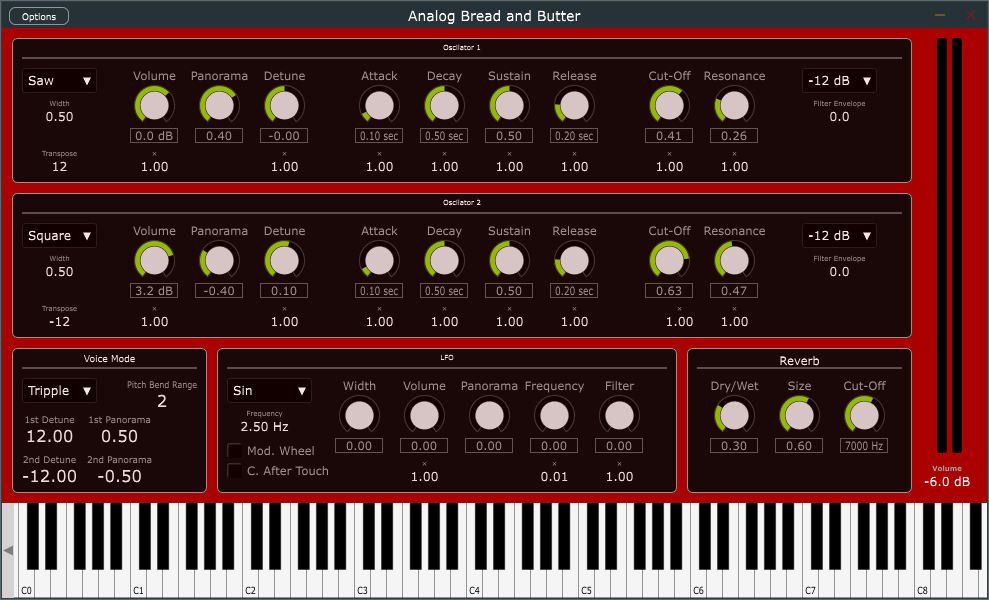 Options
Analog Bread and Butter
Oscilator 1
Saw
Volume Panorama Detune Attack Decay Sustain Release Cut-Off Resonance
-12 dB
Width
0.50
Filter Envelope
0.0
0.0 dB 0.40 -0.00 0.10 sec 0.50 sec 0.50 0.20 sec 0.41 0.26
Transpose × × × × × × × ×
12 1.00 1.00 1.00 1.00 1.00 1.00 1.00 1.00
Oscilator 2
Square
Volume Panorama Detune Attack Decay Sustain Release Cut-Off Resonance
-12 dB
Width
0.50
Filter Envelope
0.0
3.2 dB -0.40 0.10 0.10 sec 0.50 sec 0.50 0.20 sec 0.63 0.47
Transpose × × × × × × × ×
-12 1.00 1.00 1.00 1.00 1.00 1.00 1.00 1.00
Voice Mode
Tripple
Pitch Bend Range
2
1st Detune 1st Panorama
12.00 0.50
2nd Detune 2nd Panorama
-12.00 -0.50
LFO
Sin
Width Volume Panorama Frequency Filter
Frequency
2.50 Hz
0.00 0.00 0.00 0.00 0.00
Mod. Wheel
C. After Touch
× × ×
1.00 0.01 1.00
Reverb
Dry/Wet Size Cut-Off
0.30 0.60 7000 Hz
Volume
-6.0 dB
C0 C1 C2 C3 C4 C5 C6 C7 C8